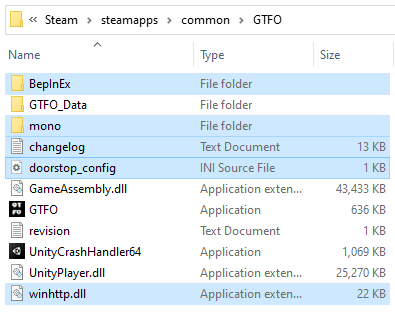 « Steam > steamapps > common > GTFO
Name Type Size
BepInEx File folder
GTFO_Data File folder
mono File folder
changelog Text Document 13 KB
doorstop_config INI Source File 1 KB
GameAssembly.dll Application exten... 43,433 KB
GTFO Application 636 KB
revision Text Document 1 KB
UnityCrashHandler64 Application 1,069 KB
UnityPlayer.dll Application exten... 25,270 KB
winhttp.dll Application exten... 22 KB